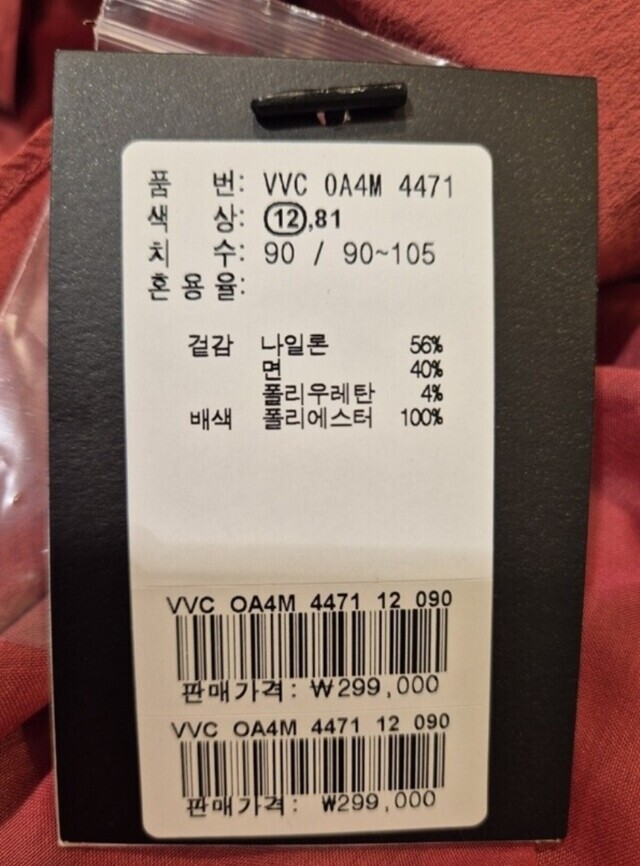 품 번: VVC 0A4M 4471
색 상: 12,81
치 수: 90 / 90~105
혼 용 율:
겉감 나일론 56%
면 40%
폴리우레탄 4%
배색 폴리에스터 100%
VVC OA4M 4471 12 090
판매가격: ₩299,000
VVC OA4M 4471 12 090
판매가격: ₩299,000